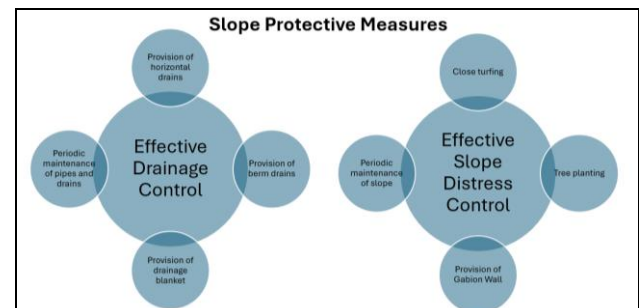 Slope Protective Measures
Provision of
horizontal
drains
Periodic
maintenance
of pipes and
drains
Effective
Drainage
Control
Provision of
berm drains
Provision of
drainage
blanket
Close turfing
Periodic
maintenance
of slope
Effective
Slope
Distress
Control
Tree planting
Provision of
Gabion Wall